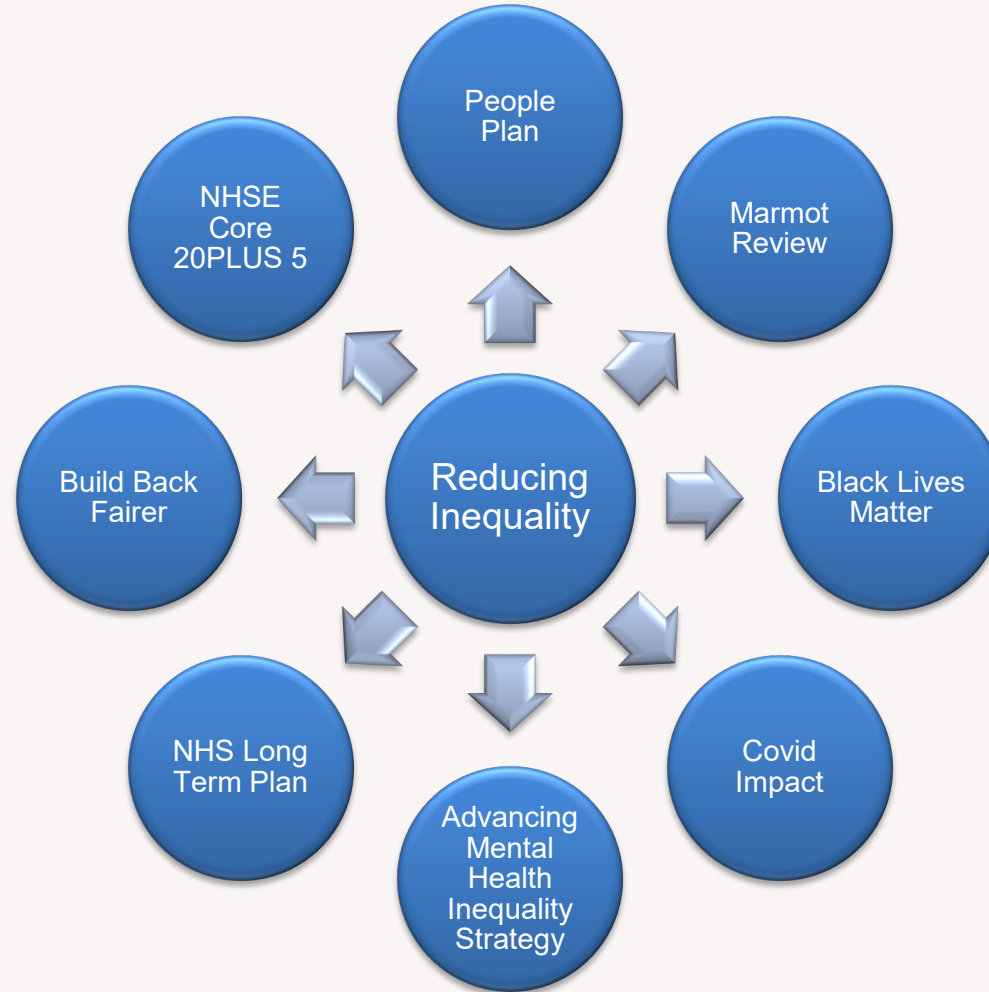 People
Plan
Marmot
Review
Black Lives
Matter
Covid
Impact
Advancing
Mental
Health
Inequality
Strategy
NHS Long
Term Plan
Build Back
Fairer
NHSE
Core
20PLUS 5
Reducing
Inequality